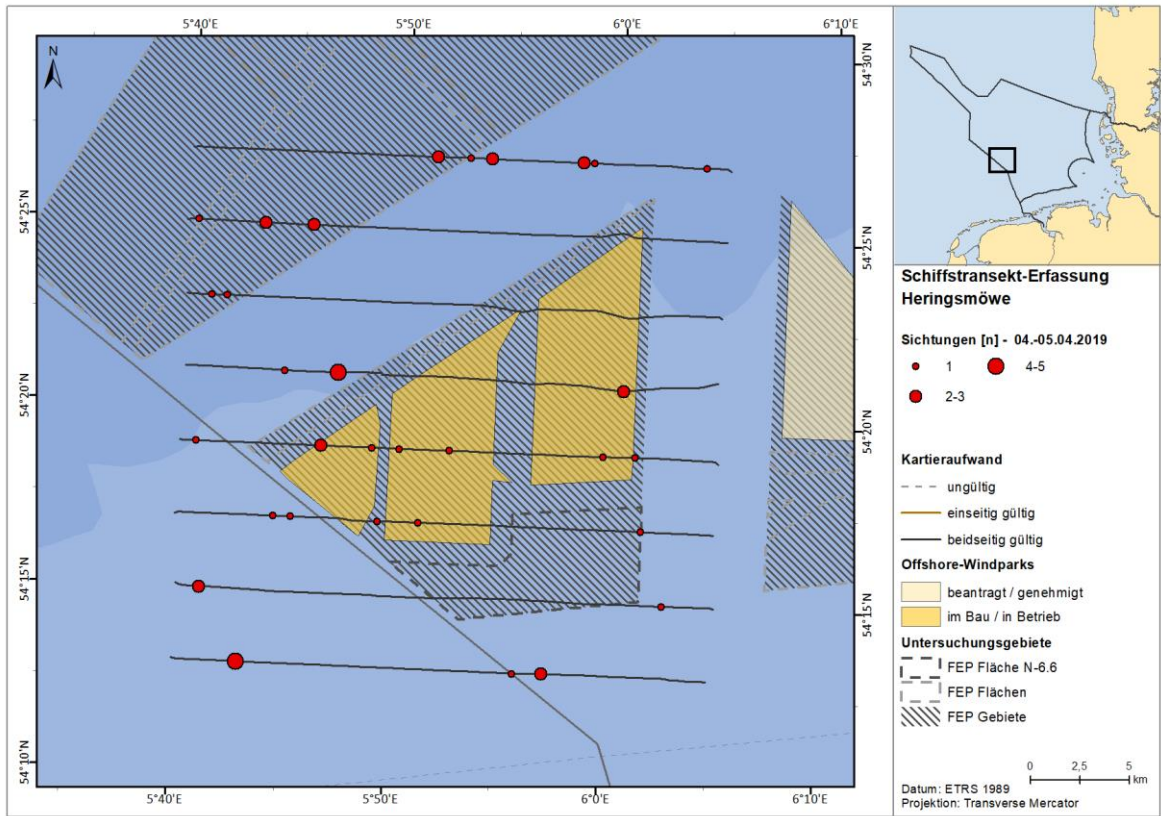 5°40'E 5°50'E 6°0'E 6°10'E
N
54°30'N
54°25'N
54°25'N
54°20'N
54°20'N
54°15'N
54°15'N
54°10'N
5°40'E 5°50'E 6°0'E 6°10'E
Schiffstransekt-Erfassung
Heringsmöwe
Sichtungen [n] - 04.-05.04.2019
1 4-5
2-3
Kartieraufwand
ungültig
einseitig gültig
beidseitig gültig
Offshore-Windparks
beantragt / genehmigt
im Bau / in Betrieb
Untersuchungsgebiete
FEP Fläche N-6.6
FEP Flächen
FEP Gebiete
0 2,5 5
km
Datum: ETRS 1989
Projektion: Transverse Mercator